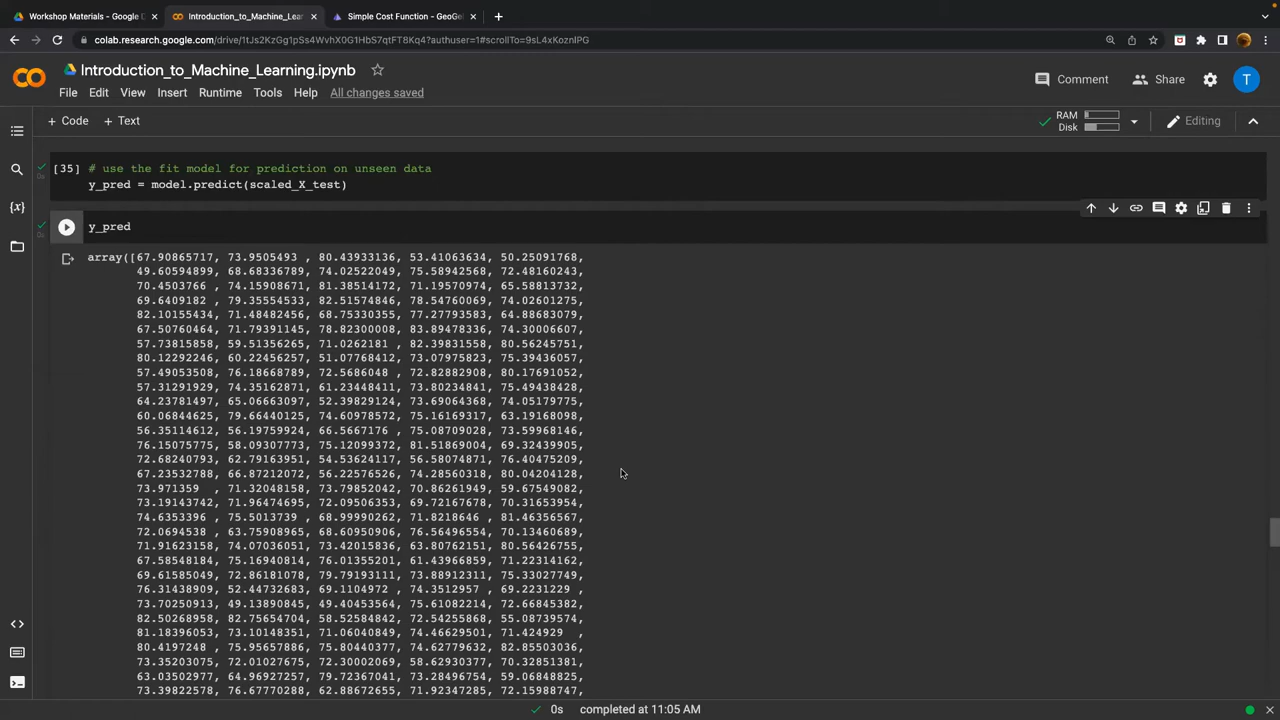 Workshop Materials - Google D
Introduction_to_Machine_Lear
Simple Cost Function - GeoGe
colab.research.google.com/drive/1tJs2KzGg1pSs4WvhX0G1HbS7qtFT8Kq4?authuser=1#scrollTo=9sL4xKoznIPG
Introduction_to_Machine_Learning.ipynb
Comment
Share
T
File Edit View Insert Runtime Tools Help All changes saved
+ Code + Text
RAM
Disk
Editing
[35] # use the fit model for prediction on unseen data
0s
y_pred = model.predict(scaled_X_test)
y_pred
0s
array([67.90865717, 73.9505493 , 80.43933136, 53.41063634, 50.25091768,
49.60594899, 68.68336789, 74.02522049, 75.58942568, 72.48160243,
70.4503766 , 74.15908671, 81.38514172, 71.19570974, 65.58813732,
69.6409182 , 79.35554533, 82.51574846, 78.54760069, 74.02601275,
82.10155434, 71.48482456, 68.75330355, 77.27793583, 64.88683079,
67.50760464, 71.79391145, 78.82300008, 83.89478336, 74.30006607,
57.73815858, 59.51356265, 71.0262181 , 82.39831558, 80.56245751,
80.12292246, 60.22456257, 51.07768412, 73.07975823, 75.39436057,
57.49053508, 76.18668799, 72.5686048 , 72.82882908, 80.17691052,
57.31291929, 74.35162871, 61.23448411, 73.80234841, 75.49438428,
64.23781497, 65.06663097, 52.39829124, 73.69064368, 74.05179775,
60.06844625, 79.66440125, 74.60978572, 75.16169317, 63.19168098,
56.35114612, 56.19759924, 66.5667176 , 75.08709028, 73.59968146,
76.15075775, 58.09307773, 75.12099372, 81.51869004, 69.32439905,
72.68240793, 62.79163951, 54.53634117, 56.58074871, 76.40475209,
67.23532788, 66.87212072, 56.22576526, 74.28560318, 80.04204128,
73.971359  , 71.32048158, 73.79852042, 70.86261949, 59.67549082,
73.19143742, 71.96474695, 72.09506353, 69.72167678, 70.31653954,
74.6353396 , 75.5013739 , 68.99990262, 71.8218646 , 81.46356567,
72.0694538 , 63.75908965, 68.60950906, 76.56496554, 70.13460689,
71.91623158, 74.07036051, 73.42015836, 63.80762151, 80.56426755,
67.58548184, 75.16940814, 76.01355201, 61.43966859, 71.22314162,
69.61585049, 72.86181078, 79.79193111, 73.88912311, 75.33027749,
76.31438909, 52.44732683, 69.1104972 , 74.3512957 , 69.2231229 ,
73.70250913, 49.13890845, 49.40453564, 75.61082214, 72.66845382,
82.50268958, 82.75654704, 58.52584842, 72.54255868, 55.08739574,
81.18396053, 73.10148351, 71.06040849, 74.46629501, 71.424929  ,
80.4197248 , 75.95657886, 75.80440377, 74.62779632, 82.85503036,
73.35203075, 72.01027675, 72.30002069, 58.62930377, 70.32851381,
63.03502977, 64.96927257, 79.72367041, 73.28496754, 59.06848825,
73.39822578, 76.67770288, 62.88672655, 71.92347285, 72.15988747,
0s completed at 11:05 AM